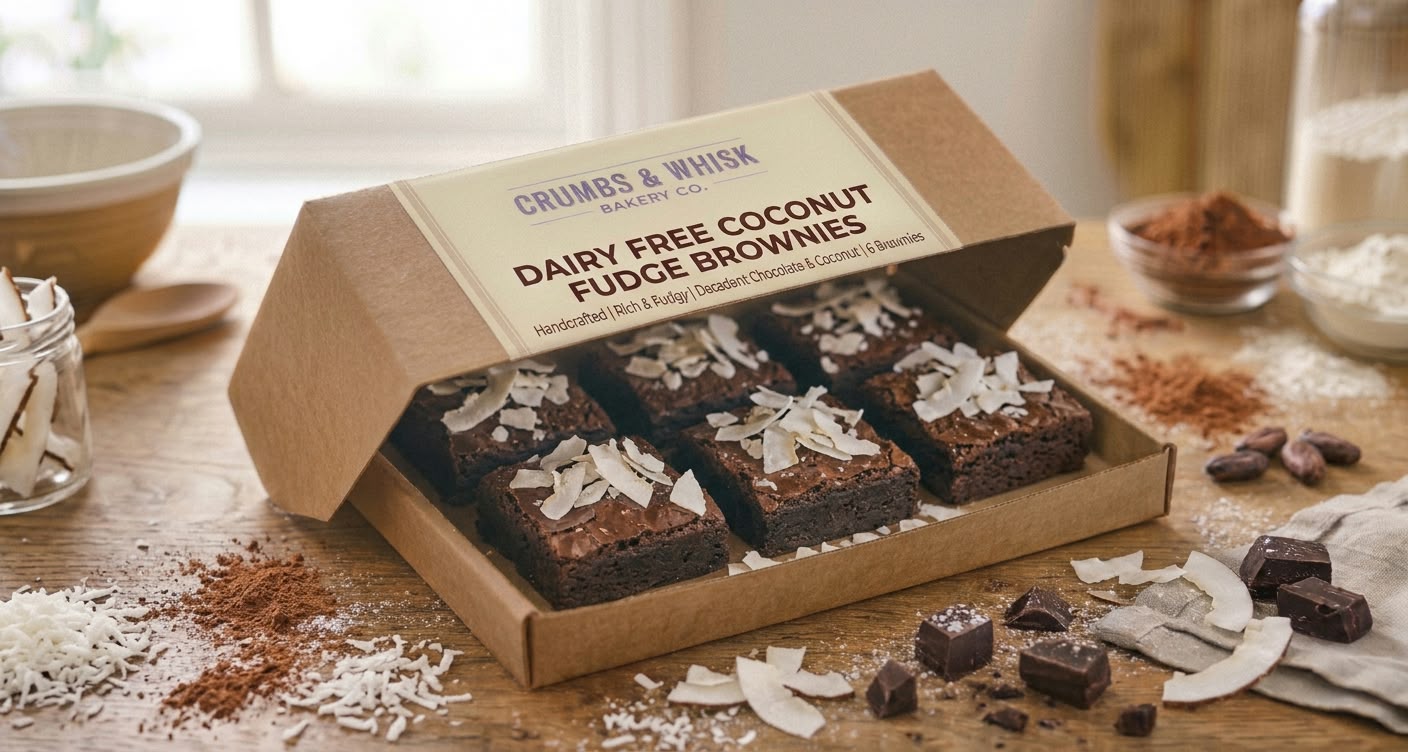 CRUMBS & WHISK
BAKERY CO.
DAIRY FREE COCONUT
FUDGE BROWNIES
Handcrafted | Rich & Fudgy | Decadent Chocolate & Coconut | 6 Brownies